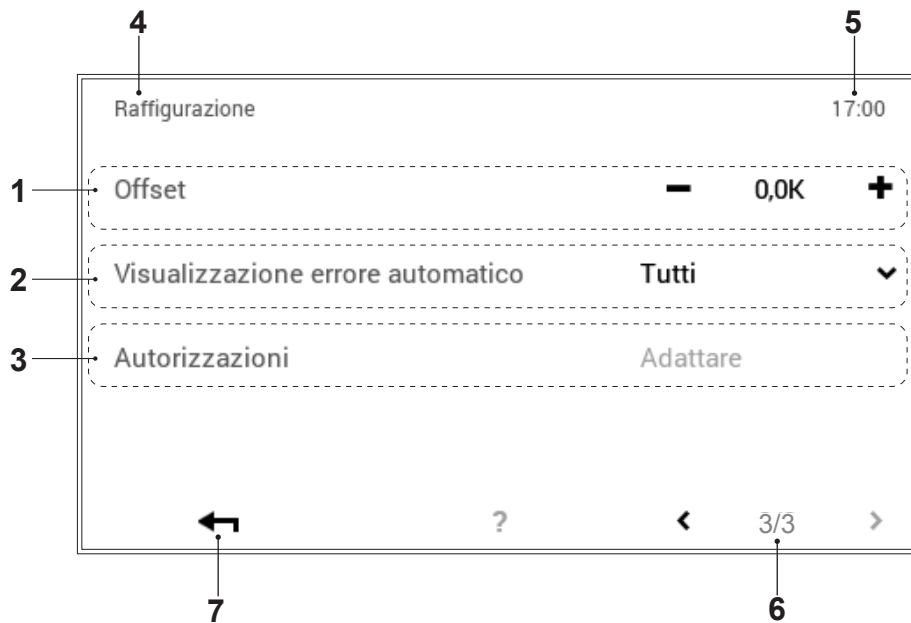 4 5
Raffigurazione 17:00
1 Offset − 0,0K +
2 Visualizzazione errore automatico Tutti
3 Autorizzazioni Adattare
? < 3/3 >
7 6